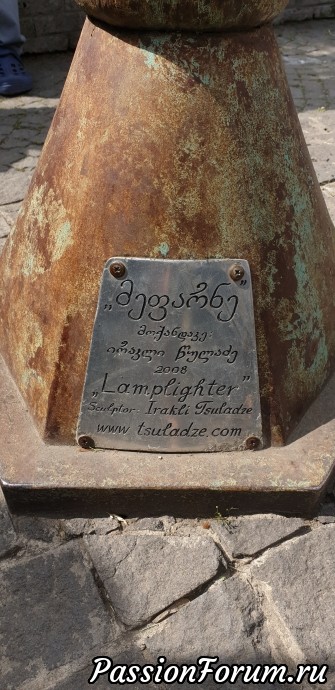 „მეფარნე“
მოქანდაკე-
ირაკლი წულაძე
2008
„Lamplighter”
Sculptor- Irakli Tsuladze
www.tsuladze.com
PassionForum.ru